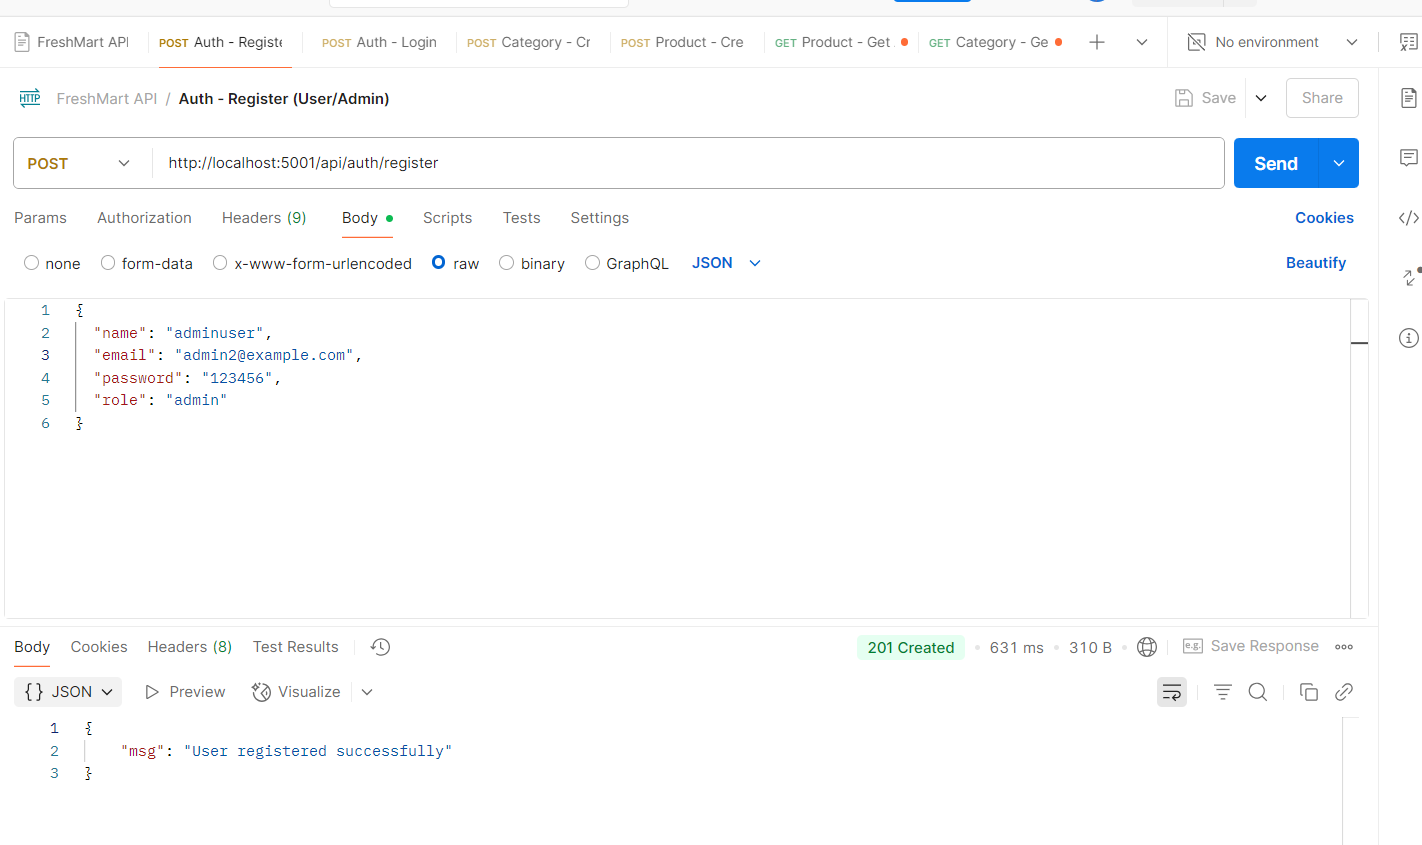 FreshMart API
POST Auth - Registe
POST Auth - Login
POST Category - Cr
POST Product - Cre
GET Product - Get
GET Category - Ge
No environment
HTTP FreshMart API / Auth - Register (User/Admin)
Save
Share
POST
http://localhost:5001/api/auth/register
Send
Params Authorization Headers (9) Body Scripts Tests Settings
Cookies
none form-data x-www-form-urlencoded raw binary GraphQL JSON
Beautify
1 {
2 "name": "adminuser",
3 "email": "admin2@example.com",
4 "password": "123456",
5 "role": "admin"
6 }
Body Cookies Headers (8) Test Results
201 Created • 631 ms • 310 B •
e.g. Save Response
{} JSON Preview Visualize
1 {
2 "msg": "User registered successfully"
3 }